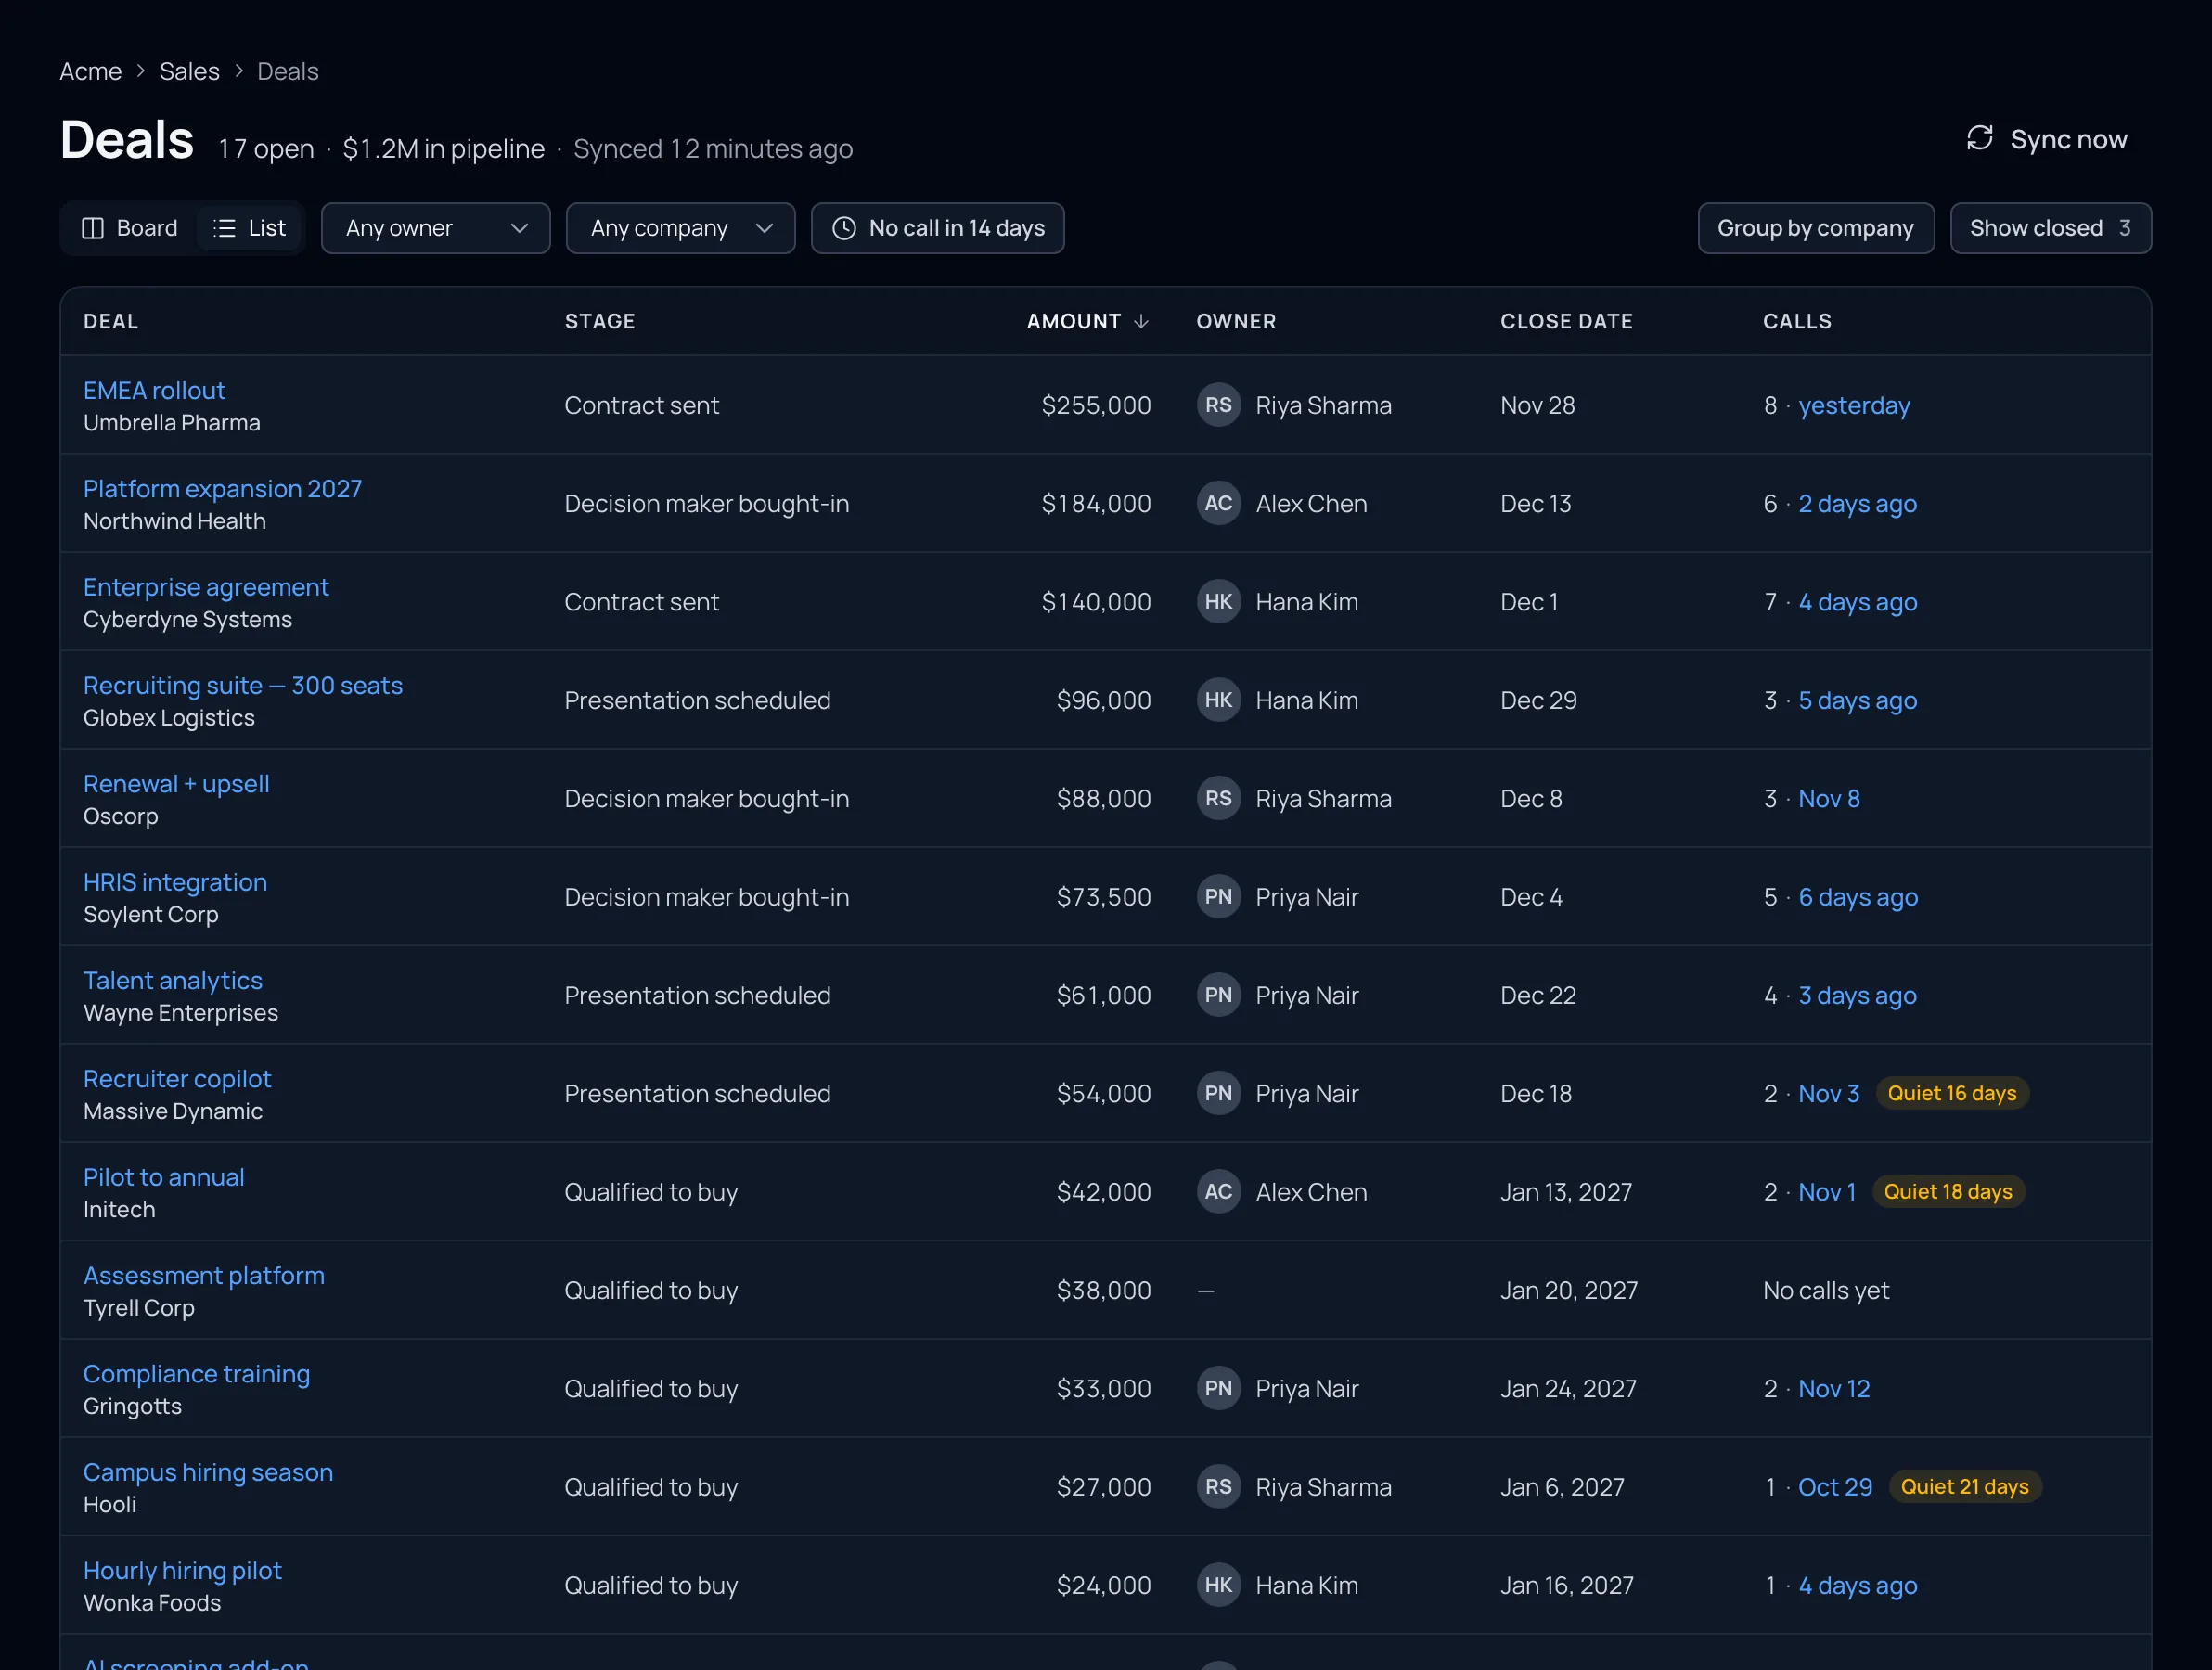 Acme > Sales > Deals
Deals 17 open · $1.2M in pipeline · Synced 12 minutes ago Sync now
Board List Any owner Any company No call in 14 days Group by company Show closed 3
DEAL STAGE AMOUNT ↓ OWNER CLOSE DATE CALLS
EMEA rollout
Umbrella Pharma
Contract sent $255,000 RS Riya Sharma Nov 28 8 · yesterday
Platform expansion 2027
Northwind Health
Decision maker bought-in $184,000 AC Alex Chen Dec 13 6 · 2 days ago
Enterprise agreement
Cyberdyne Systems
Contract sent $140,000 HK Hana Kim Dec 1 7 · 4 days ago
Recruiting suite — 300 seats
Globex Logistics
Presentation scheduled $96,000 HK Hana Kim Dec 29 3 · 5 days ago
Renewal + upsell
Oscorp
Decision maker bought-in $88,000 RS Riya Sharma Dec 8 3 · Nov 8
HRIS integration
Soylent Corp
Decision maker bought-in $73,500 PN Priya Nair Dec 4 5 · 6 days ago
Talent analytics
Wayne Enterprises
Presentation scheduled $61,000 PN Priya Nair Dec 22 4 · 3 days ago
Recruiter copilot
Massive Dynamic
Presentation scheduled $54,000 PN Priya Nair Dec 18 2 · Nov 3 Quiet 16 days
Pilot to annual
Initech
Qualified to buy $42,000 AC Alex Chen Jan 13, 2027 2 · Nov 1 Quiet 18 days
Assessment platform
Tyrell Corp
Qualified to buy $38,000 — Jan 20, 2027 No calls yet
Compliance training
Gringotts
Qualified to buy $33,000 PN Priya Nair Jan 24, 2027 2 · Nov 12
Campus hiring season
Hooli
Qualified to buy $27,000 RS Riya Sharma Jan 6, 2027 1 · Oct 29 Quiet 21 days
Hourly hiring pilot
Wonka Foods
Qualified to buy $24,000 HK Hana Kim Jan 16, 2027 1 · 4 days ago
AI screening add-on